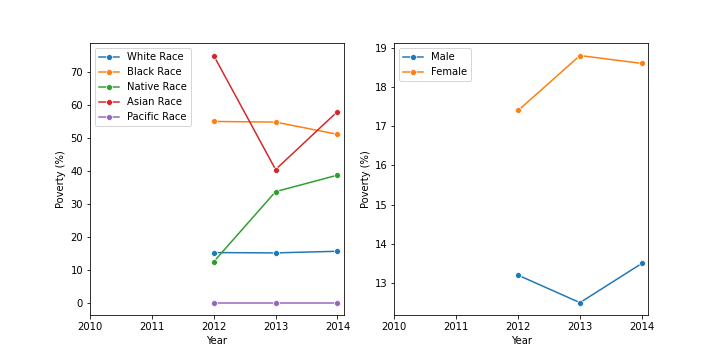 White Race
Black Race
Native Race
Asian Race
Pacific Race
70
60
50
40
30
20
10
0
Poverty (%)
2010 2011 2012 2013 2014
Year
Male
Female
19
18
17
16
15
14
13
Poverty (%)
2010 2011 2012 2013 2014
Year